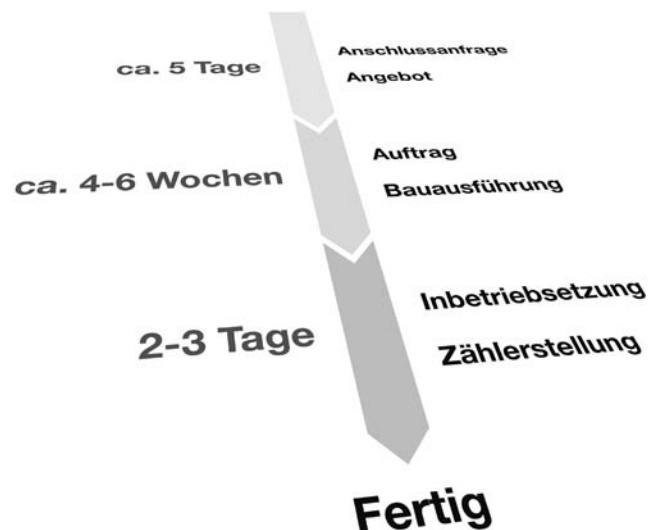 ca. 5 Tage
Anschlussanfrage
Angebot
ca. 4-6 Wochen
Auftrag
Bauausführung
2-3 Tage
Inbetriebsetzung
Zählerstellung
Fertig